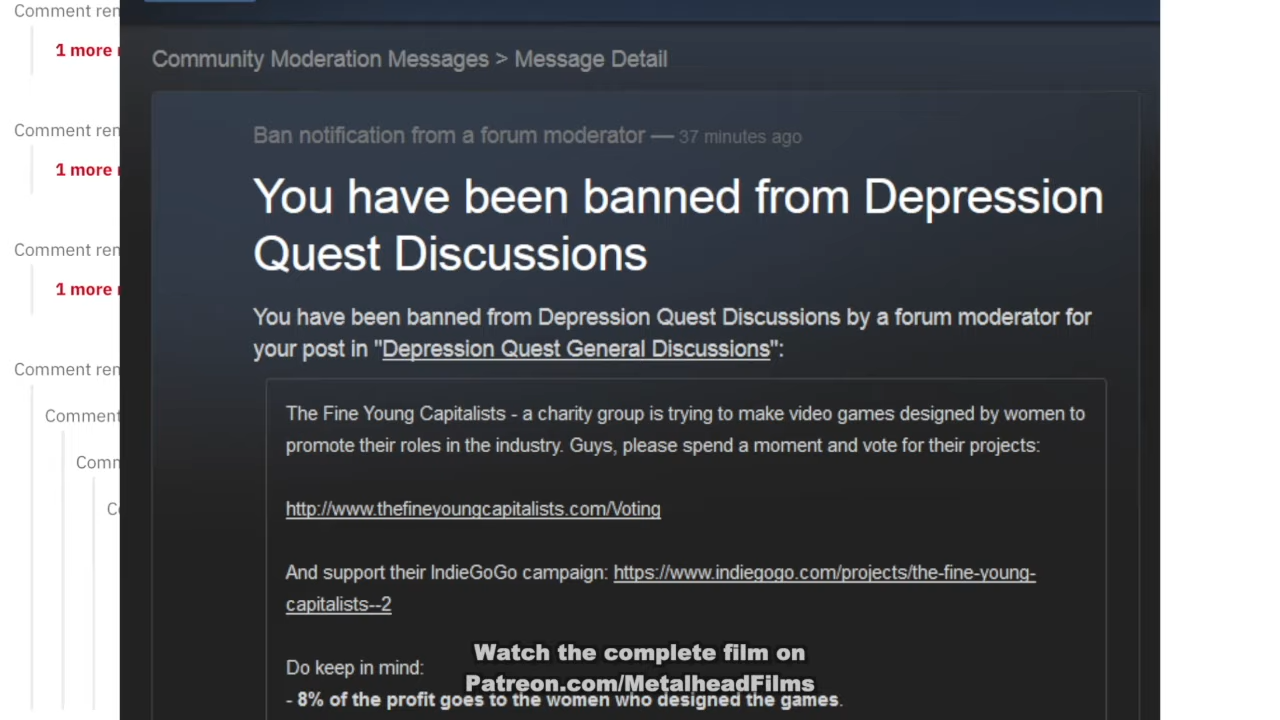 Comment
1 more
Comment
1 more
Comment
1 more
Comment
Comment
Community Moderation Messages > Message Detail
Ban notification from a forum moderator — 37 minutes ago
You have been banned from Depression
Quest Discussions
You have been banned from Depression Quest Discussions by a forum moderator for
your post in "Depression Quest General Discussions":
The Fine Young Capitalists - a charity group is trying to make video games designed by women to
promote their roles in the industry. Guys, please spend a moment and vote for their projects:
http://www.thefineyoungcapitalists.com/Voting
And support their IndieGoGo campaign: https://www.indiegogo.com/projects/the-fine-young-
capitalists--2
Do keep in mind:
- 8% of the profit goes to the women who designed the games.
Watch the complete film on
Patreon.com/MetalheadFilms